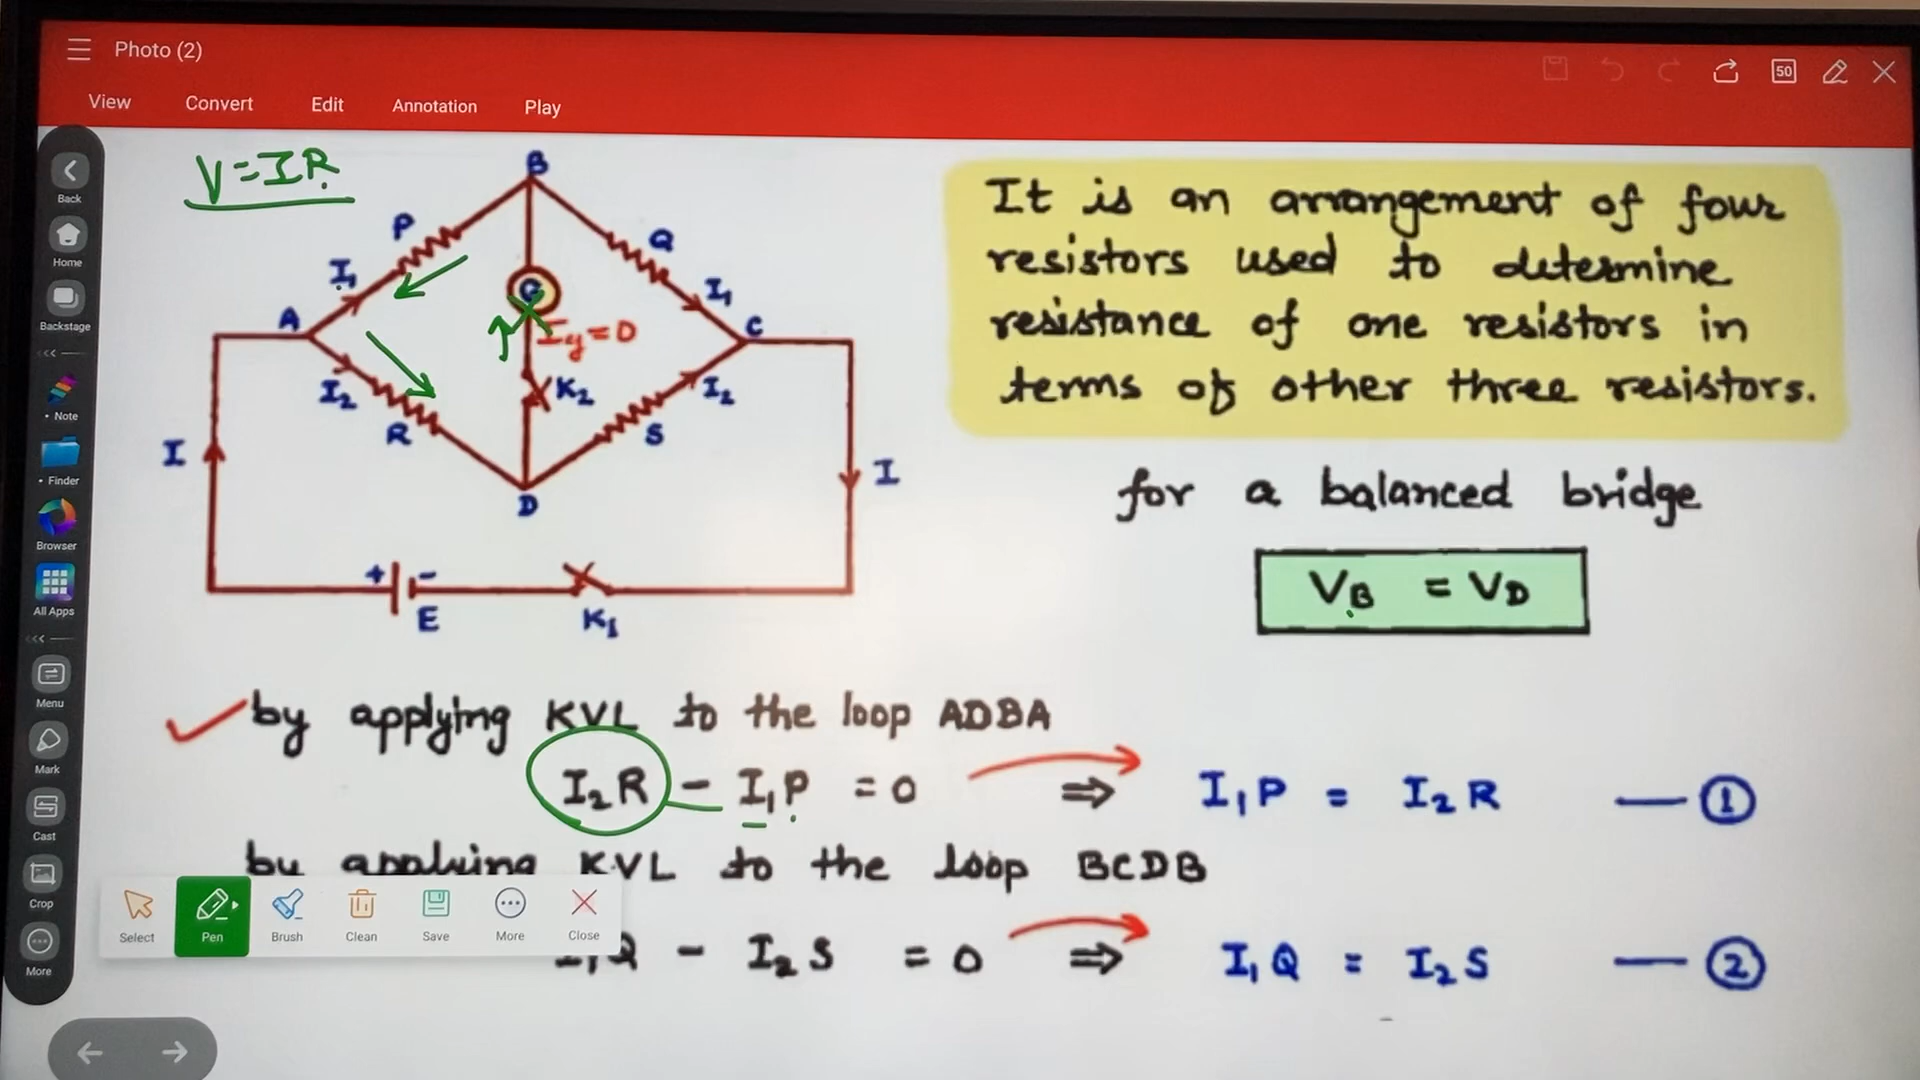 Photo (2)
50
View Convert Edit Annotation Play
Back
Home
Backstage
Note
Finder
Browser
All Apps
Menu
Mark
Cast
Crop
More
V=IR
B
P
Q
I₁
I₁
A
G
C
Ig=0
I₂
K₂
I₂
R
S
I
I
D
+ -
E
K₁
It is an arrangement of four
resistors used to determine
resistance of one resistors in
terms of other three resistors.
for a balanced bridge
V_B = V_D
by applying KVL to the loop ADBA
I₂R - I₁P = 0 ⇒ I₁P = I₂R — ①
by applying KVL to the loop BCDB
I₁Q - I₂S = 0 ⇒ I₁Q = I₂S — ②
Select Pen Brush Clean Save More Close